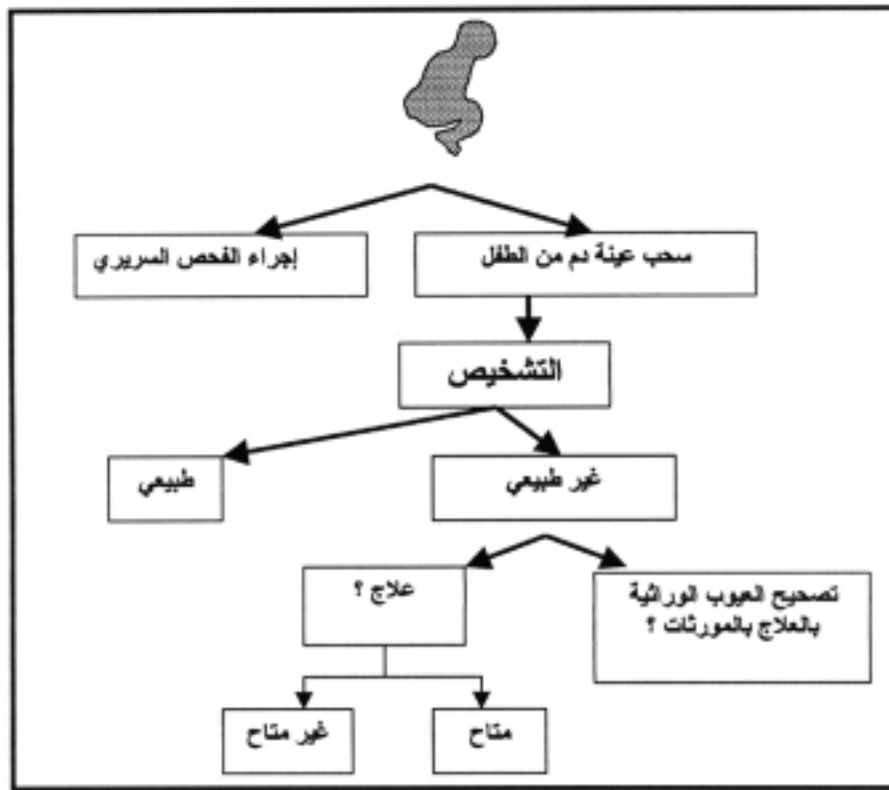 إجراء الفحص السريري
سحب عينة دم من الطفل
التشخيص
طبيعي
غير طبيعي
علاج ؟
تصحيح العيوب الوراثية
بالعلاج بالمورثات ؟
غير متاح
متاح